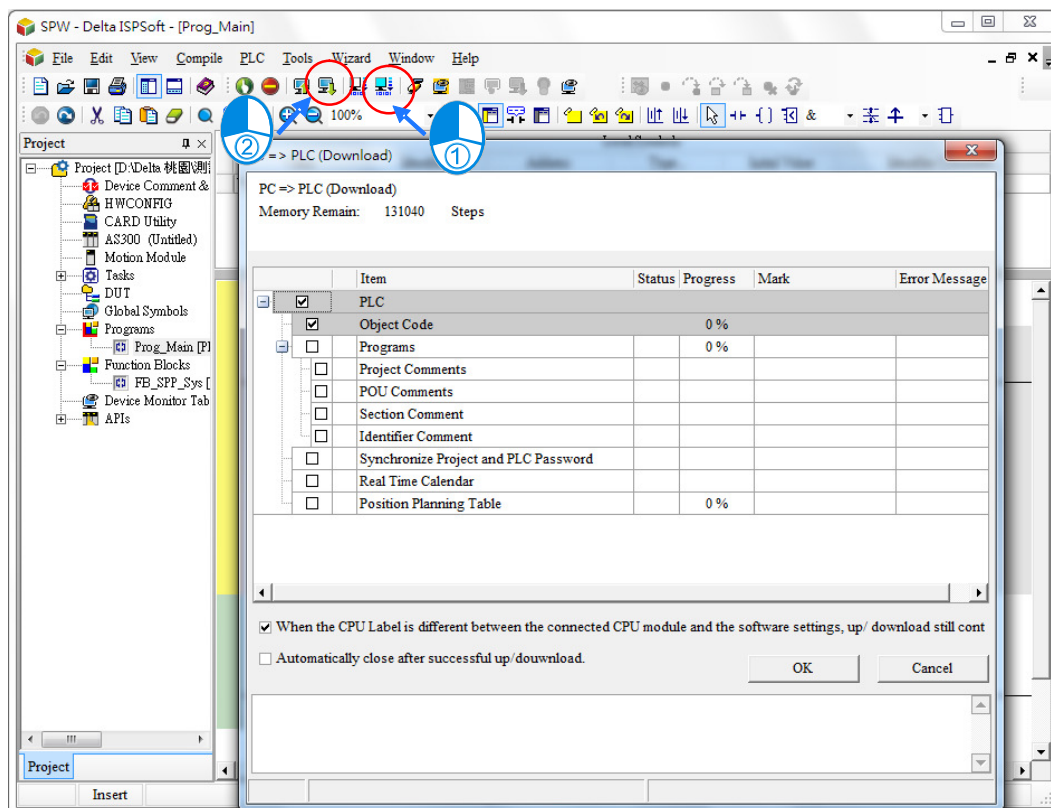 SPW - Delta ISPSoft - [Prog_Main]
File Edit View Compile PLC Tools Wizard Window Help
100%
②
①
Project
Project [D:\Delta 桃園\測
Device Comment &
HWCONFIG
CARD Utility
AS300 (Untitled)
Motion Module
Tasks
DUT
Global Symbols
Programs
Prog_Main [P
Function Blocks
FB_SPP_Sys [
Device Monitor Tab
APIs
=> PLC (Download)
PC => PLC (Download)
Memory Remain: 131040 Steps
Item Status Progress Mark Error Message
PLC
Object Code 0 %
Programs 0 %
Project Comments
POU Comments
Section Comment
Identifier Comment
Synchronize Project and PLC Password
Real Time Calendar
Position Planning Table 0 %
When the CPU Label is different between the connected CPU module and the software settings, up/ download still cont
Automatically close after successful up/douwnload.
OK Cancel
Project
Insert